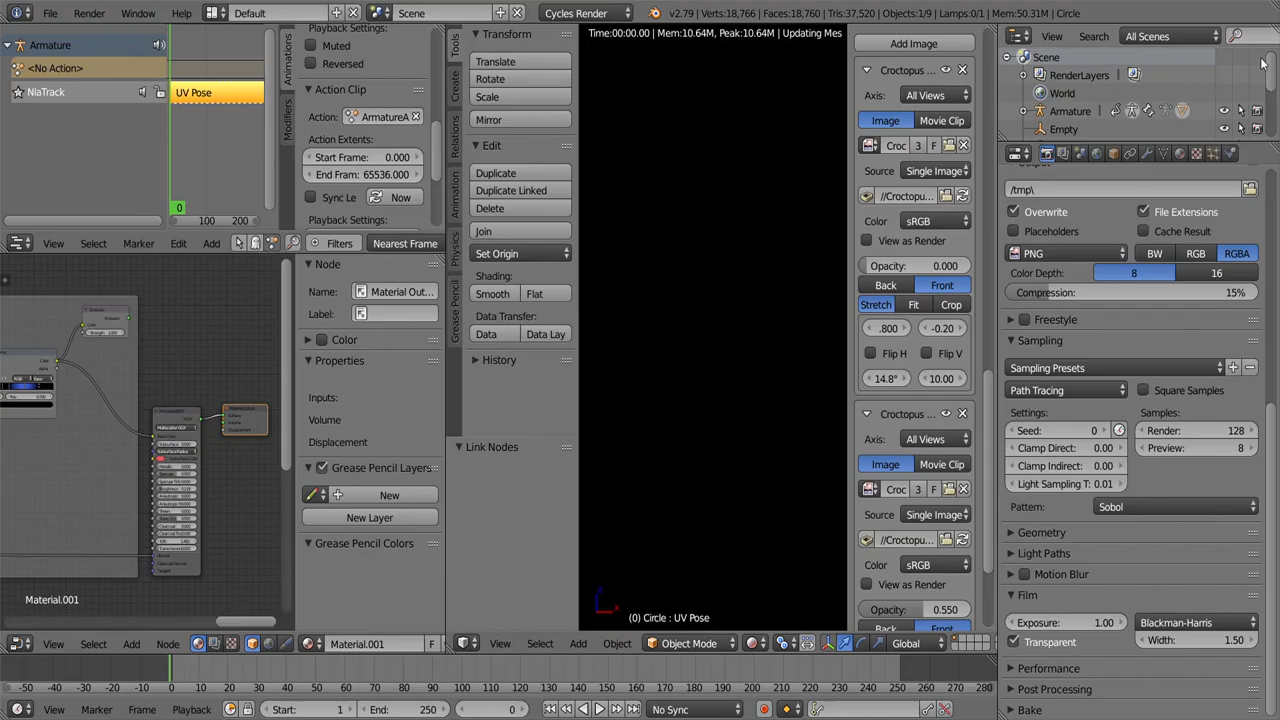 File
Render
Window
Help
Default
Scene
Cycles Render
v2.79 | Verts:18,766 | Faces:18,760 | Tris:37,520 | Objects:1/9 | Lamps:0/1 | Mem:50.31M | Circle
Armature
<No Action>
NlaTrack
UV Pose
0
100
200
View
Select
Marker
Edit
Add
Filters
Nearest Frame
Animations
Modifiers
Playback Settings:
Muted
Reversed
Action Clip
Action:
ArmatureA
Action Extents:
Start Frame: 0.000
End Fram: 65536.000
Sync Le
Now
Playback Settings:
Node
Name:
Material Out...
Label:
Color
Properties
Inputs:
Volume
Displacement
Grease Pencil Layers
New
New Layer
Grease Pencil Colors
Material.001
View
Select
Add
Node
Material.001
F
Tools
Create
Relations
Animation
Physics
Grease Pencil
Transform
Translate
Rotate
Scale
Mirror
Edit
Duplicate
Duplicate Linked
Delete
Join
Set Origin
Shading:
Smooth
Flat
Data Transfer:
Data
Data Lay
History
Link Nodes
Time:00:00.00 | Mem:10.64M, Peak:10.64M | Updating Mes
(0) Circle : UV Pose
View
Select
Add
Object
Object Mode
Global
Add Image
Croctopus ...
Axis:
All Views
Image
Movie Clip
Croc
3
F
Source
Single Image
//Croctopu...
Color
sRGB
View as Render
Opacity: 0.000
Back
Front
Stretch
Fit
Crop
.800
-0.20
Flip H
Flip V
14.8°
10.00
Croctopus ...
Axis:
All Views
Image
Movie Clip
Croc
3
F
Source
Single Image
//Croctopu...
Color
sRGB
View as Render
Opacity: 0.550
Back
Front
View
Search
All Scenes
Scene
RenderLayers
World
Armature
Empty
/tmp\
Overwrite
File Extensions
Placeholders
Cache Result
PNG
BW
RGB
RGBA
Color Depth:
8
16
Compression: 15%
Freestyle
Sampling
Sampling Presets
Path Tracing
Square Samples
Settings:
Samples:
Seed: 0
Render: 128
Clamp Direct: 0.00
Preview: 8
Clamp Indirect: 0.00
Light Sampling T: 0.01
Pattern:
Sobol
Geometry
Light Paths
Motion Blur
Film
Exposure: 1.00
Blackman-Harris
Transparent
Width: 1.50
Performance
Post Processing
Bake
-50 -40 -30 -20 -10 0 10 20 30 40 50 60 70 80 90 100 110 120 130 140 150 160 170 180 190 200 210 220 230 240 250 260 270 280
View
Marker
Frame
Playback
Start: 1
End: 250
0
No Sync